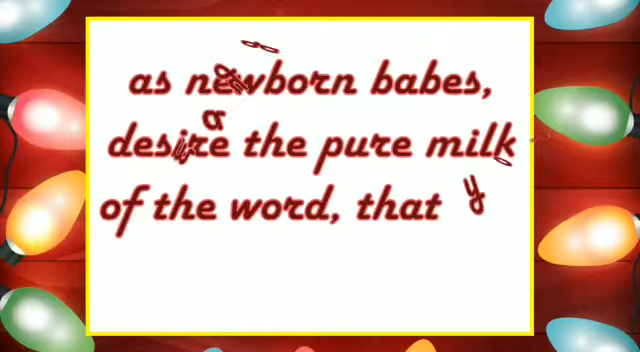 as newborn babes,
desire the pure milk
of the word, that y